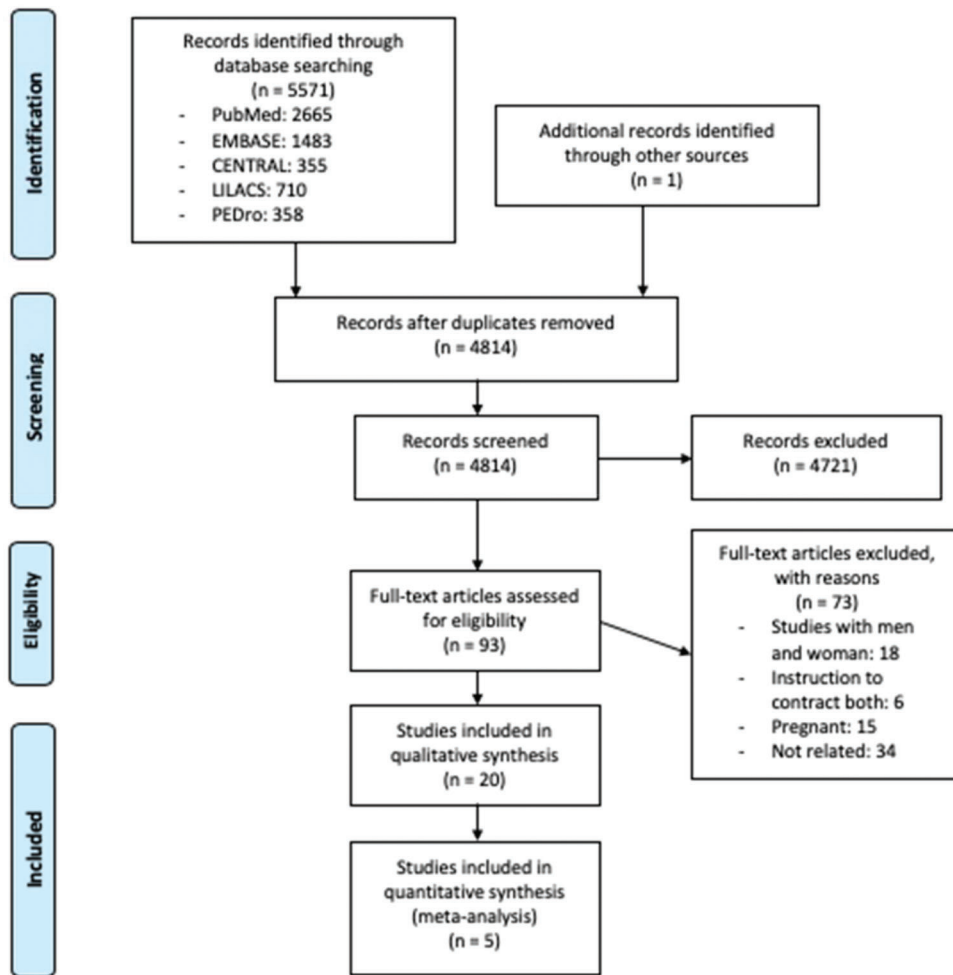 Identification
Records identified through
database searching
(n = 5571)
- PubMed: 2665
- EMBASE: 1483
- CENTRAL: 355
- LILACS: 710
- PEDro: 358
Additional records identified
through other sources
(n = 1)
Screening
Records after duplicates removed
(n = 4814)
Records screened
(n = 4814)
Records excluded
(n = 4721)
Eligibility
Full-text articles assessed
for eligibility
(n = 93)
Full-text articles excluded,
with reasons
(n = 73)
- Studies with men
and woman: 18
- Instruction to
contract both: 6
- Pregnant: 15
- Not related: 34
Included
Studies included in
qualitative synthesis
(n = 20)
Studies included in
quantitative synthesis
(meta-analysis)
(n = 5)